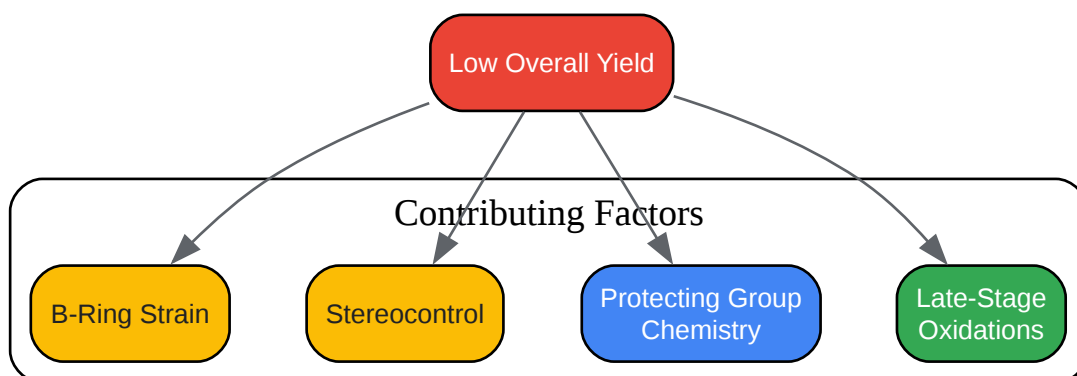 Low Overall Yield
Contributing Factors
B-Ring Strain
Stereocontrol
Protecting Group
Chemistry
Late-Stage
Oxidations